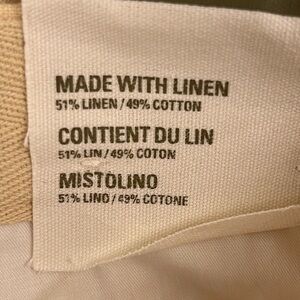 MADE WITH LINEN
51% LINEN / 49% COTTON
CONTIENT DU LIN
51% LIN / 49% COTON
MISTOLINO
51% LINO / 49% COTONE